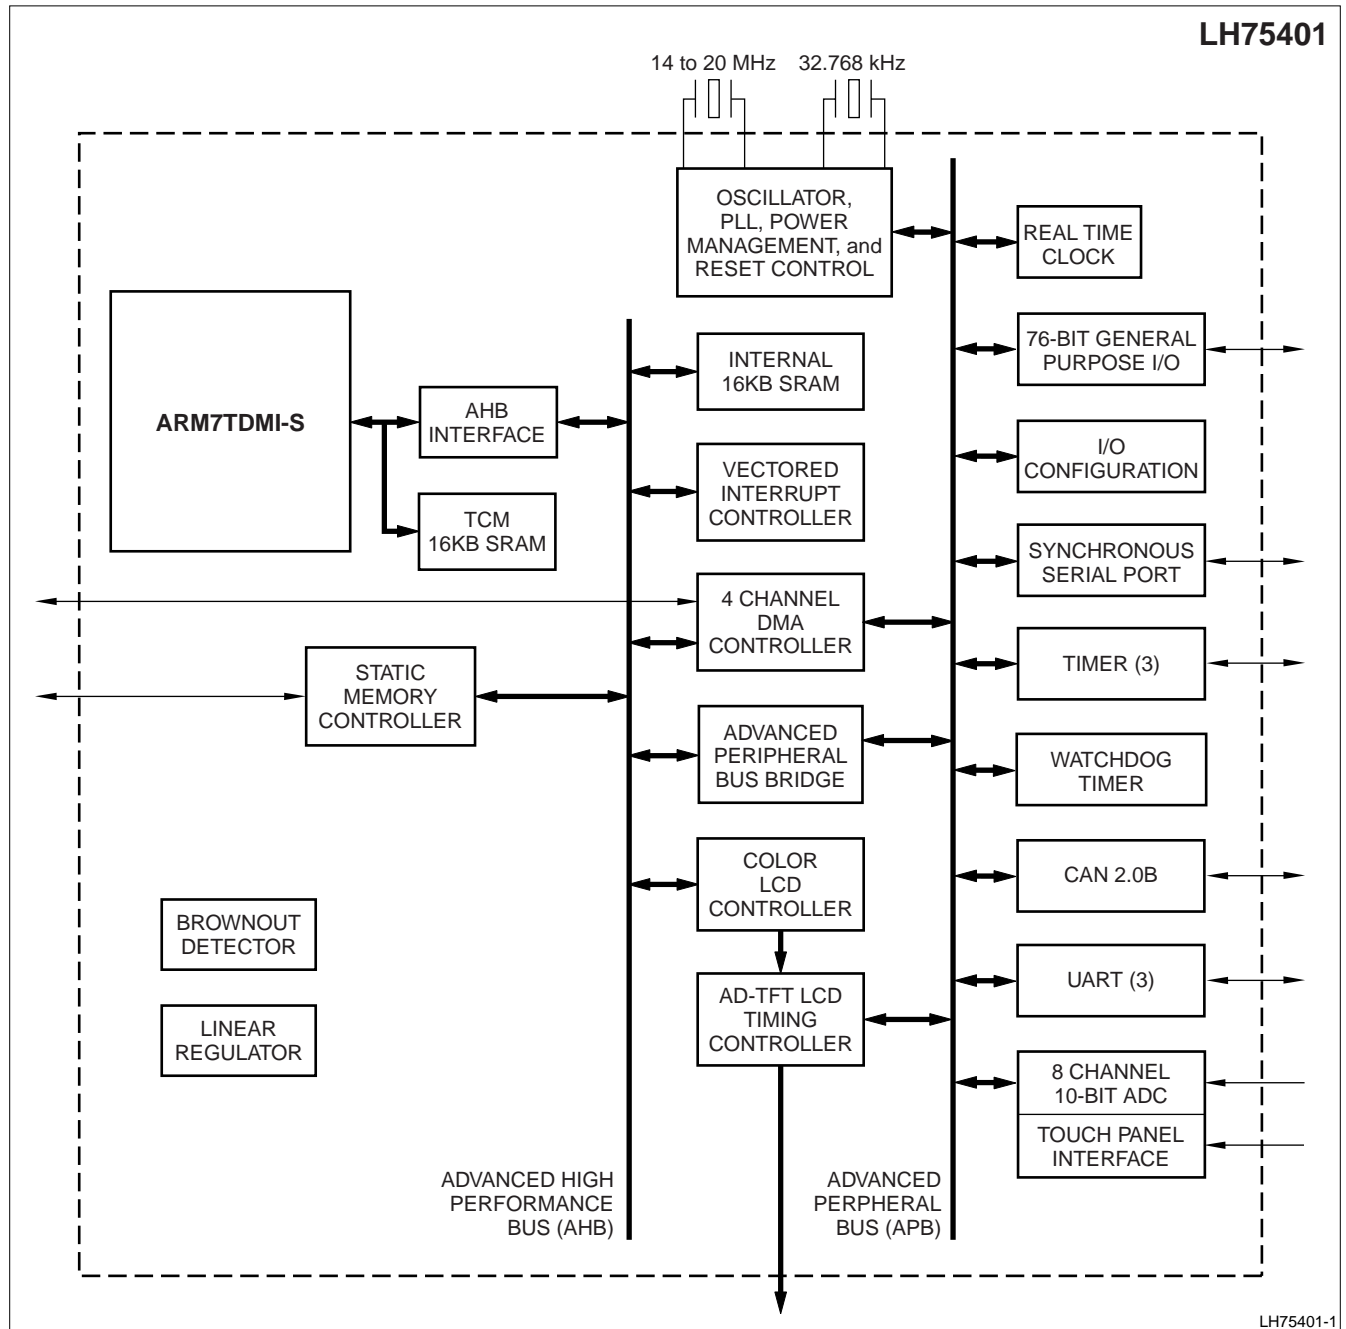 LH75401
14 to 20 MHz
32.768 kHz
OSCILLATOR,
PLL, POWER
MANAGEMENT, and
RESET CONTROL
REAL TIME
CLOCK
ARM7TDMI-S
AHB
INTERFACE
TCM
16KB SRAM
INTERNAL
16KB SRAM
VECTORED
INTERRUPT
CONTROLLER
4 CHANNEL
DMA
CONTROLLER
STATIC
MEMORY
CONTROLLER
ADVANCED
PERIPHERAL
BUS BRIDGE
COLOR
LCD
CONTROLLER
AD-TFT LCD
TIMING
CONTROLLER
76-BIT GENERAL
PURPOSE I/O
I/O
CONFIGURATION
SYNCHRONOUS
SERIAL PORT
TIMER (3)
WATCHDOG
TIMER
CAN 2.0B
UART (3)
8 CHANNEL
10-BIT ADC
TOUCH PANEL
INTERFACE
BROWNOUT
DETECTOR
LINEAR
REGULATOR
ADVANCED HIGH
PERFORMANCE
BUS (AHB)
ADVANCED
PERPHERAL
BUS (APB)
LH75401-1